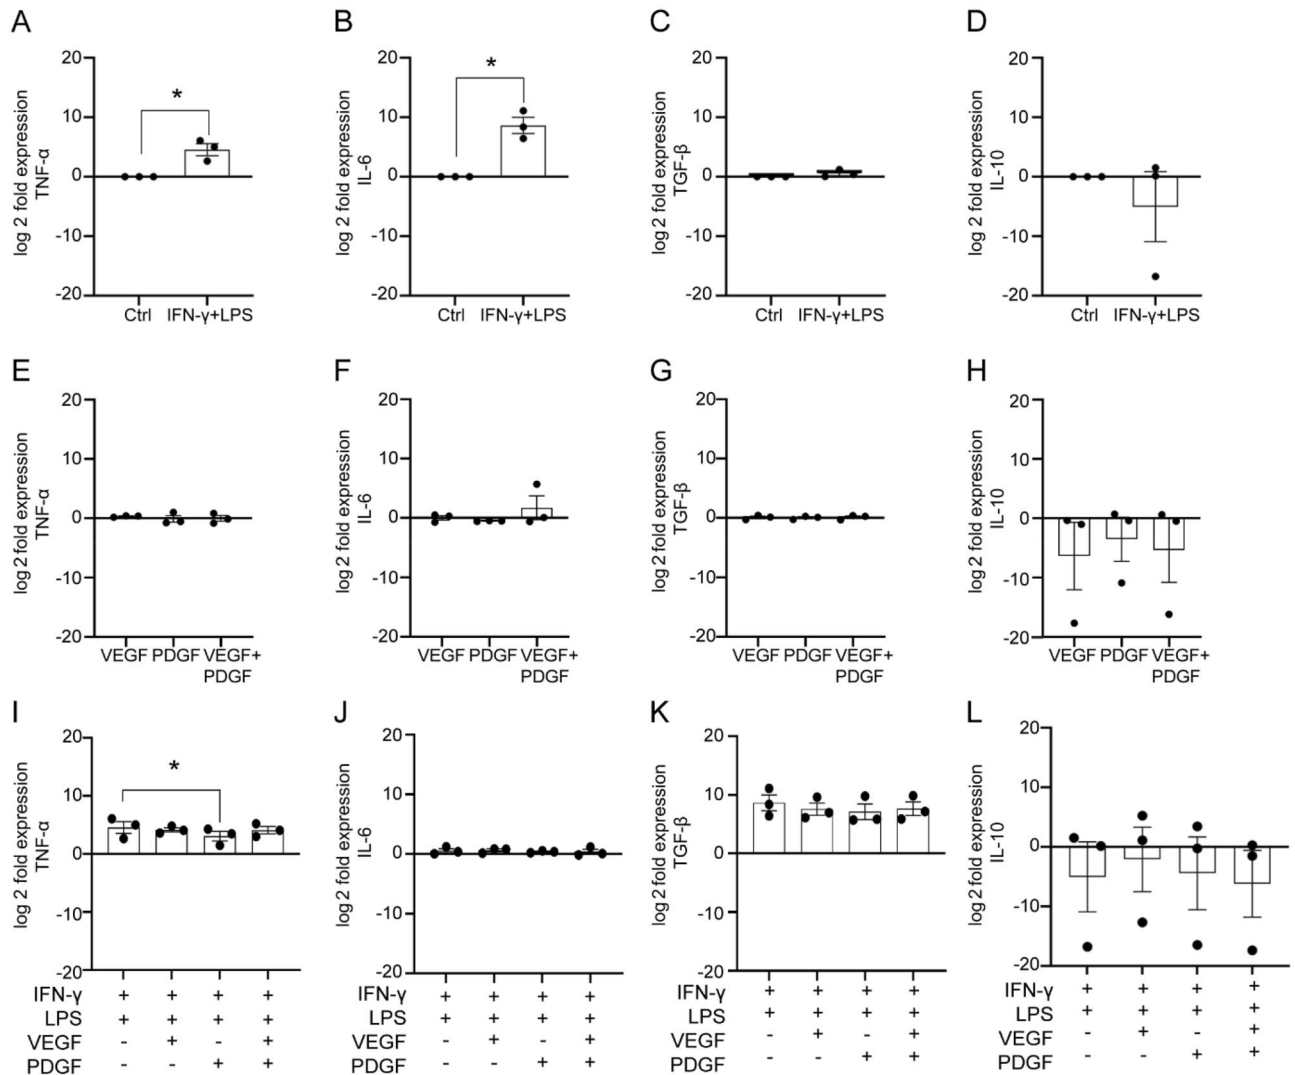 A
B
C
D
log 2 fold expression
TNF-α
20
10
0
-10
-20
*
Ctrl IFN-γ+LPS
log 2 fold expression
IL-6
20
10
0
-10
-20
*
Ctrl IFN-γ+LPS
log 2 fold expression
TGF-β
20
10
0
-10
-20
Ctrl IFN-γ+LPS
log 2 fold expression
IL-10
20
10
0
-10
-20
Ctrl IFN-γ+LPS
E
F
G
H
log 2 fold expression
TNF-α
20
10
0
-10
-20
VEGF PDGF VEGF+
PDGF
log 2 fold expression
IL-6
20
10
0
-10
-20
VEGF PDGF VEGF+
PDGF
log 2 fold expression
TGF-β
20
10
0
-10
-20
VEGF PDGF VEGF+
PDGF
log 2 fold expression
IL-10
20
10
0
-10
-20
VEGF PDGF VEGF+
PDGF
I
J
K
L
log 2 fold expression
TNF-α
20
10
0
-10
-20
*
IFN-γ + + + +
LPS + + + +
VEGF - + - +
PDGF - - + +
log 2 fold expression
IL-6
20
10
0
-10
-20
IFN-γ + + + +
LPS + + + +
VEGF - + - +
PDGF - - + +
log 2 fold expression
TGF-β
20
10
0
-10
-20
IFN-γ + + + +
LPS + + + +
VEGF - + - +
PDGF - - + +
log 2 fold expression
IL-10
20
10
0
-10
-20
IFN-γ + + + +
LPS + + + +
VEGF - + - +
PDGF - - + +